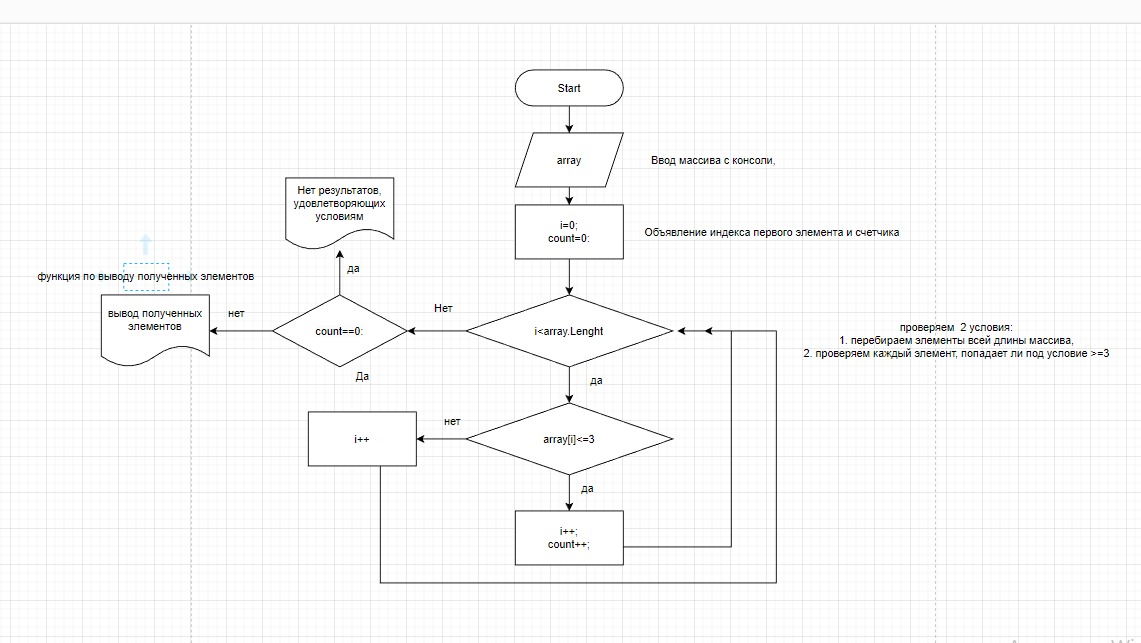 Start
array
Ввод массива с консоли,
Нет результатов,
удовлетворяющих
условиям
i=0;
count=0:
Объявление индекса первого элемента и счетчика
да
функция по выводу полученных элементов
вывод полученных
элементов
нет
count==0:
Нет
i<array.Lenght
проверяем  2 условия:
1. перебираем элементы всей длины массива,
2. проверяем каждый элемент, попадает ли под условие >=3
Да
да
i++
нет
array[i]<=3
да
i++;
count++;